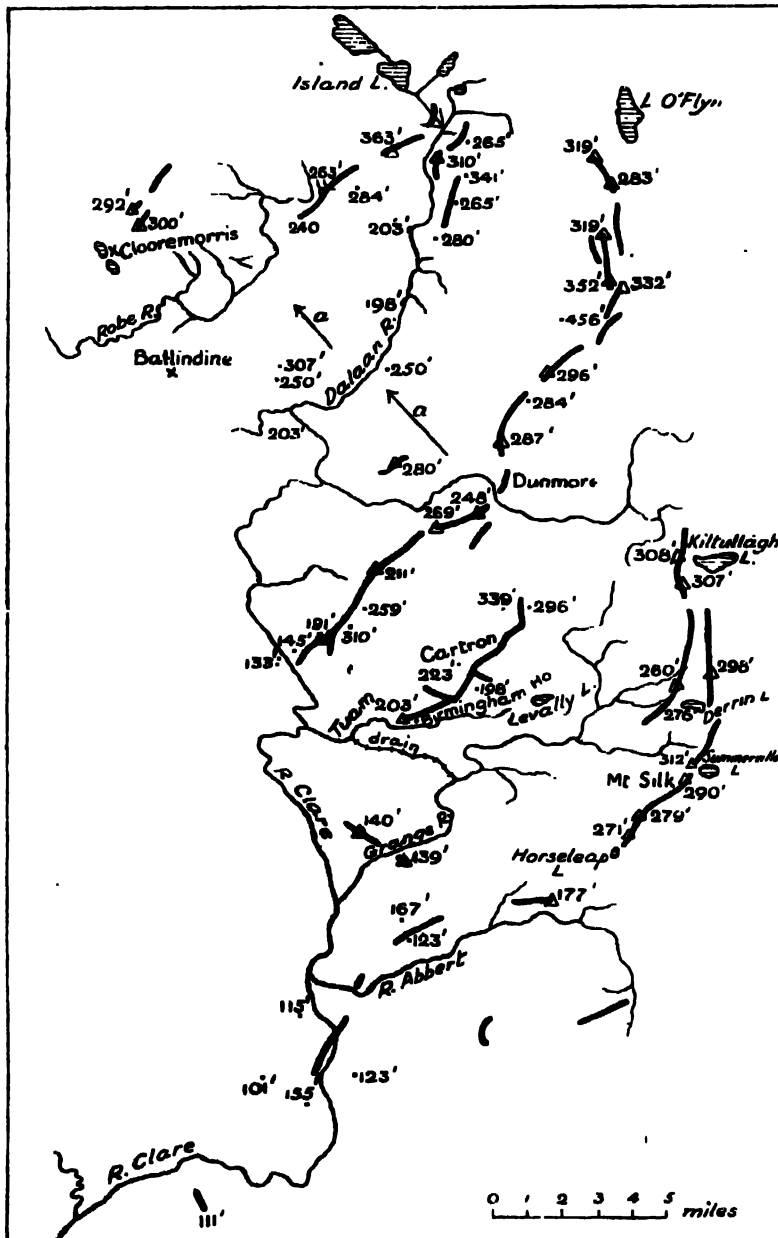 Island L.
L O'Flyn
363'
265'
319'
310'
263'
341'
283'
292'
284'
265'
300'
240
203'
280'
319'
Clooremorris
352'
332'
198'
456'
Robe R.
a
Ballindine
307'
250'
Dalaan R.
250'
296'
284'
a
203'
287'
280'
Dunmore
248'
269'
308'
Kiltullagh
L.
211'
307'
259'
339'
296'
191'
310'
145'
133'
Cartron
223'
260'
298'
198'
203'
Birmingham Ho
Levally L.
276'
Derrin L
Tuam
drain
312'
L
Mt Silk
290'
R. Clare
140'
279'
Grange R.
271'
139'
Horseleap
L
177'
167'
123'
R. Abbert
115'
101'
155
123'
R. Clare
111'
0 1 2 3 4 5
miles